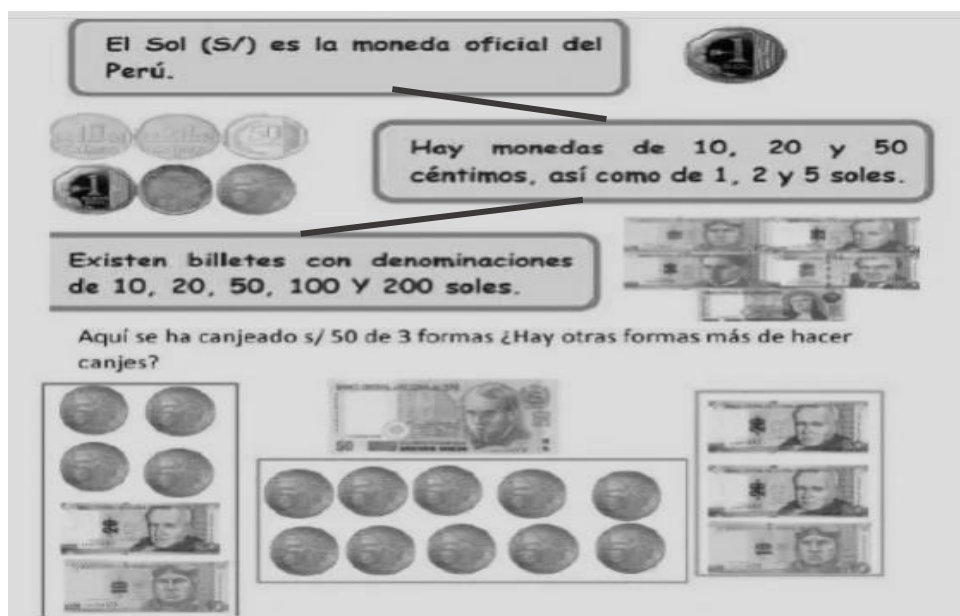 El Sol (S/) es la moneda oficial del
Perú.
Hay monedas de 10, 20 y 50
céntimos, así como de 1, 2 y 5 soles.
Existen billetes con denominaciones
de 10, 20, 50, 100 Y 200 soles.
Aquí se ha canjeado s/ 50 de 3 formas ¿Hay otras formas más de hacer
canjes?
50